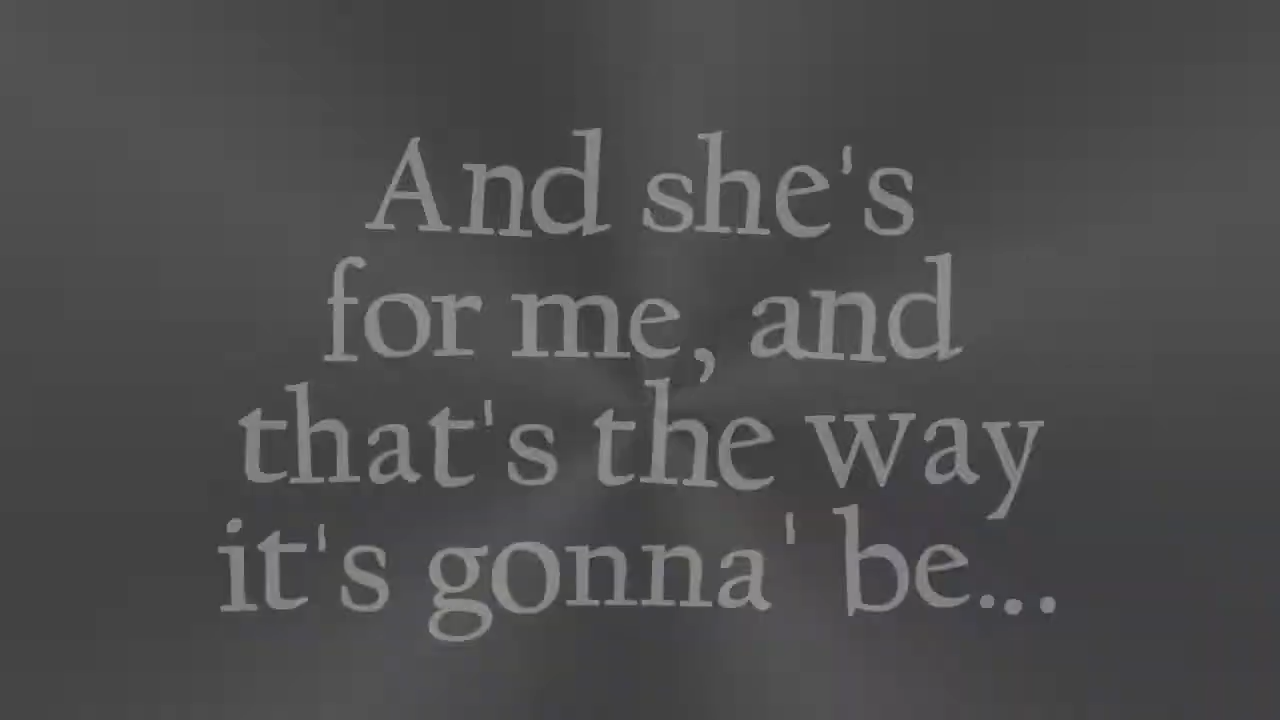 And she's
for me, and
that's the way
it's gonna' be...